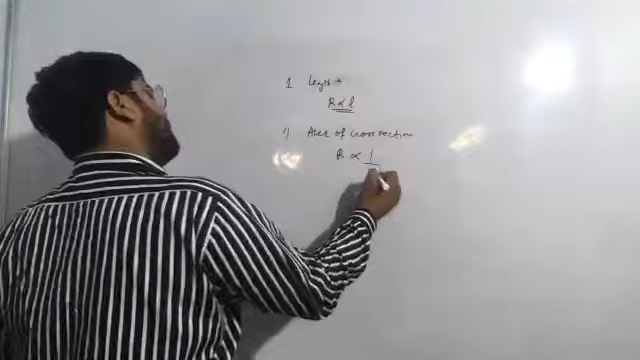 1 Length
R ∝ l
1) Area of cross section
R ∝ 1